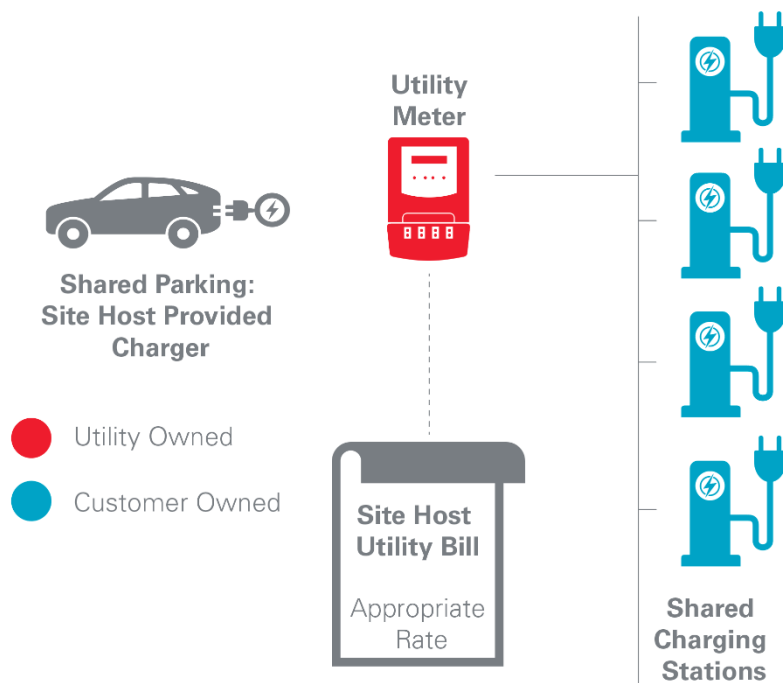 Utility
Meter
Shared Parking:
Site Host Provided
Charger
Utility Owned
Customer Owned
Site Host
Utility Bill
Appropriate
Rate
Shared
Charging
Stations